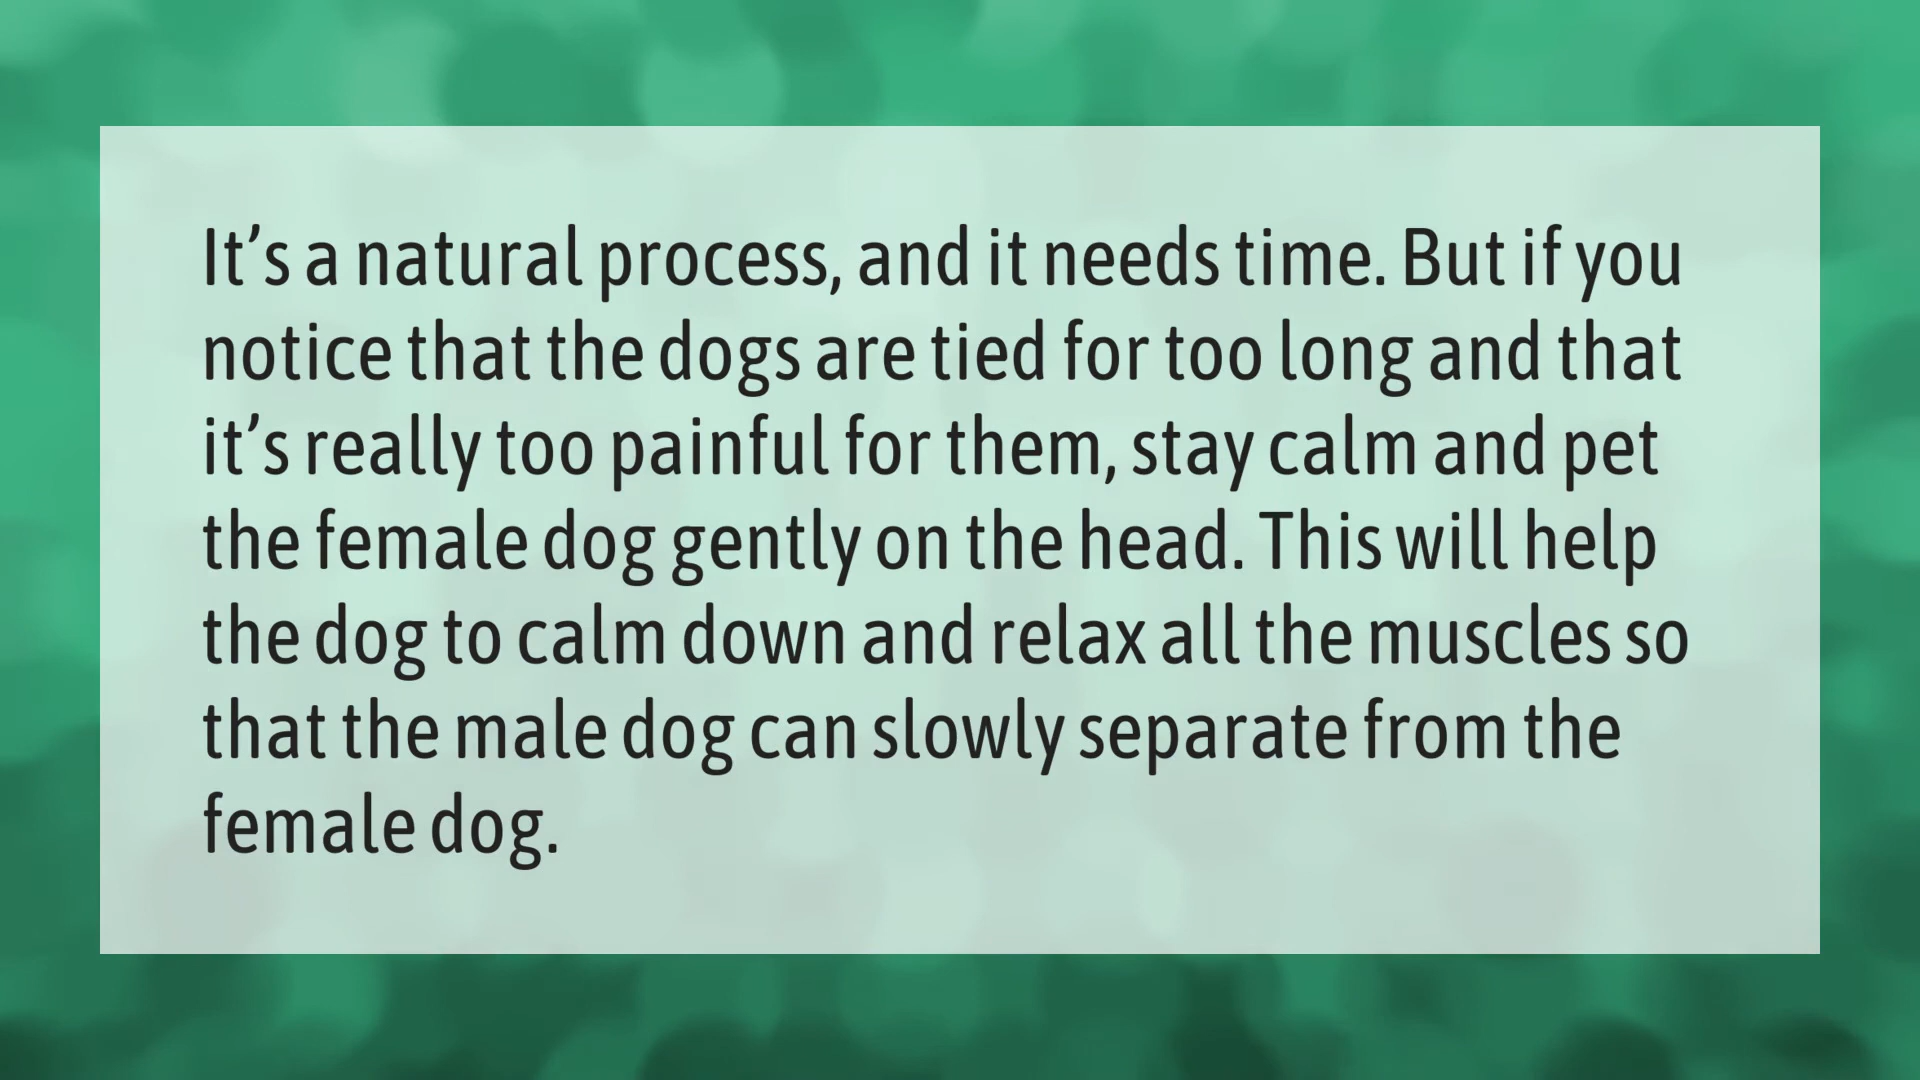 It’s a natural process, and it needs time. But if you
notice that the dogs are tied for too long and that
it’s really too painful for them, stay calm and pet
the female dog gently on the head. This will help
the dog to calm down and relax all the muscles so
that the male dog can slowly separate from the
female dog.